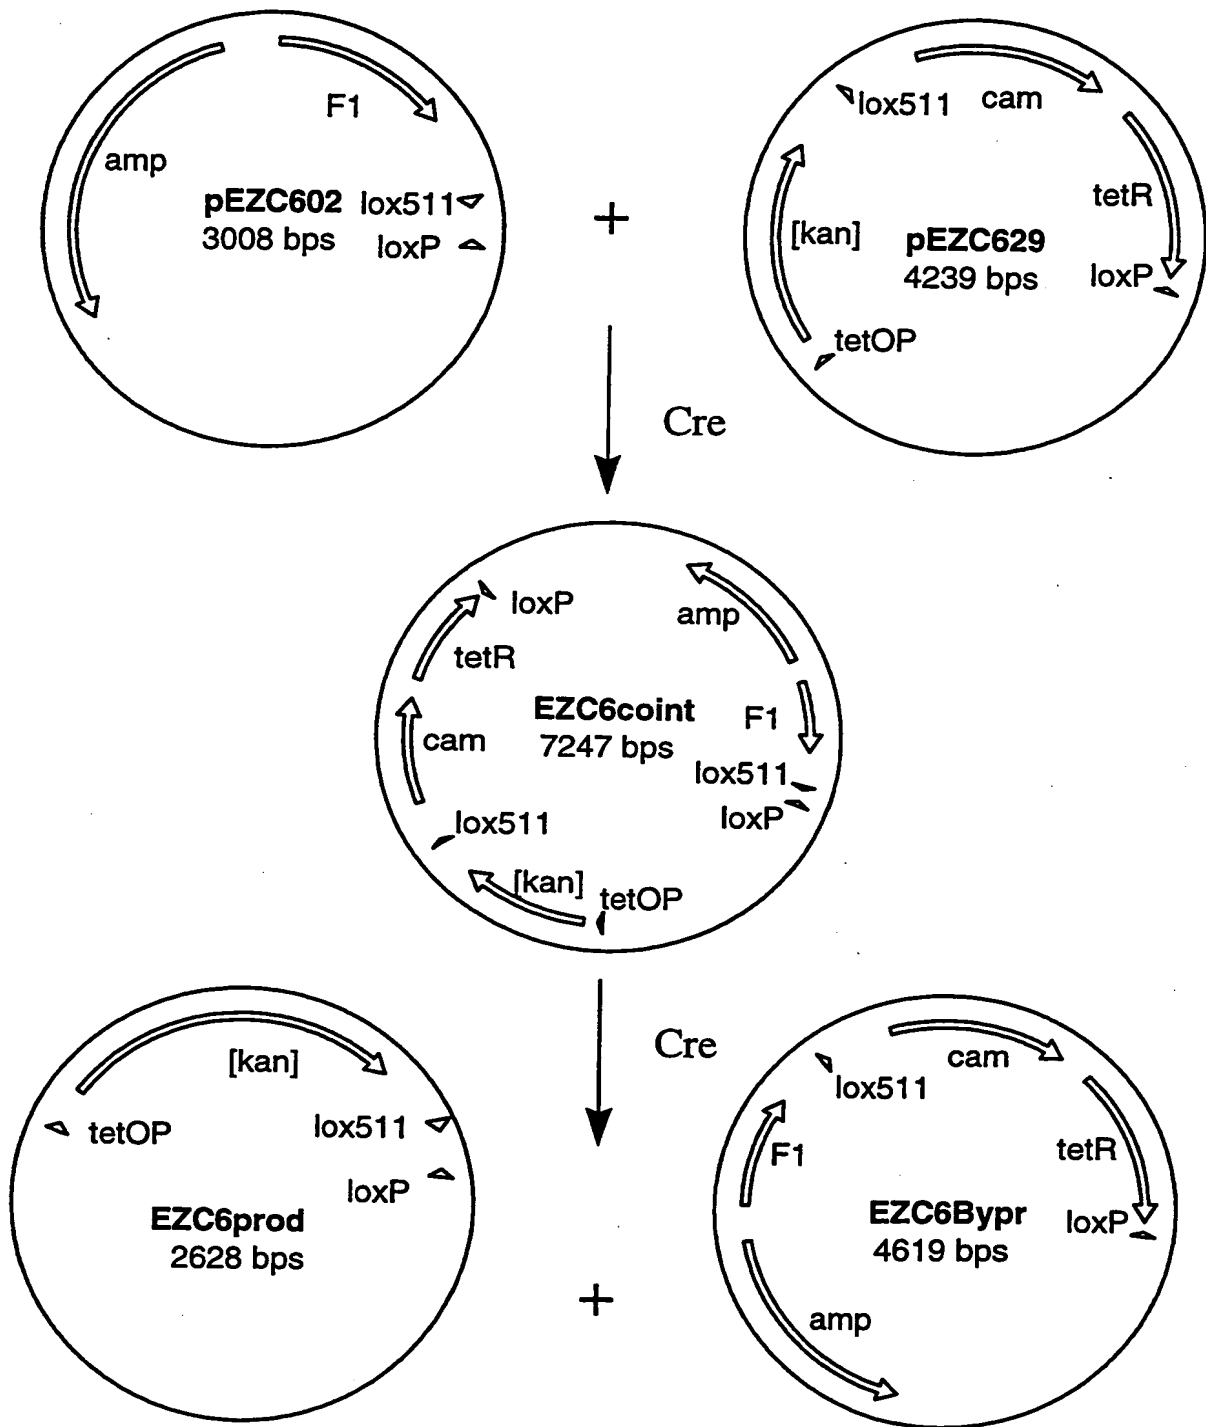 F1
amp
pEZC602
3008 bps
lox511
loxP
+
lox511
cam
tetR
[kan]
pEZC629
4239 bps
loxP
tetOP
Cre
loxP
amp
tetR
EZC6coint
7247 bps
F1
cam
lox511
loxP
lox511
[kan]
tetOP
Cre
[kan]
tetOP
lox511
loxP
EZC6prod
2628 bps
+
cam
lox511
F1
tetR
EZC6Bypr
4619 bps
loxP
amp